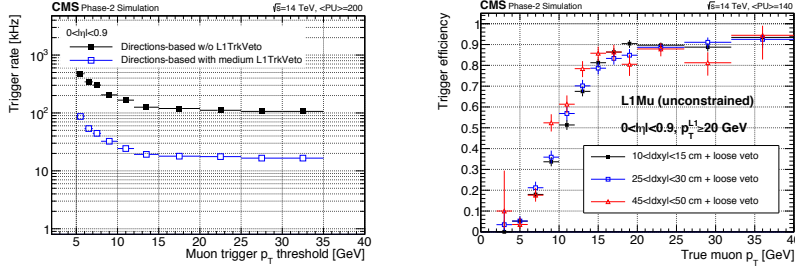 CMS Phase-2 Simulation √s=14 TeV, <PU>=200
0<|η|<0.9
Directions-based w/o L1TrkVeto
Directions-based with medium L1TrkVeto
Trigger rate [kHz]
10³
10²
10
1
5 10 15 20 25 30 35 40
Muon trigger p_T threshold [GeV]
CMS Phase-2 Simulation √s=14 TeV, <PU>=140
Trigger efficiency
0.9
0.8
0.7
0.6
0.5
0.4
0.3
0.2
0.1
0
L1Mu (unconstrained)
0<|η|<0.9, p_T^L1≥20 GeV
10<|dxy|<15 cm + loose veto
25<|dxy|<30 cm + loose veto
45<|dxy|<50 cm + loose veto
0 5 10 15 20 25 30 35 40
True muon p_T [GeV]